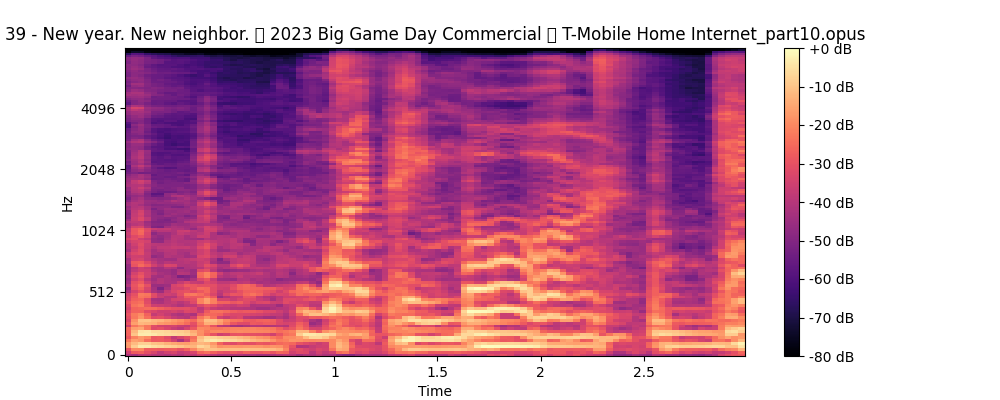 39 - New year. New neighbor. 2023 Big Game Day Commercial T-Mobile Home Internet_part10.opus
+0 dB
4096
-10 dB
-20 dB
2048
-30 dB
Hz
1024
-40 dB
-50 dB
512
-60 dB
-70 dB
0
-80 dB
0 0.5 1 1.5 2 2.5
Time